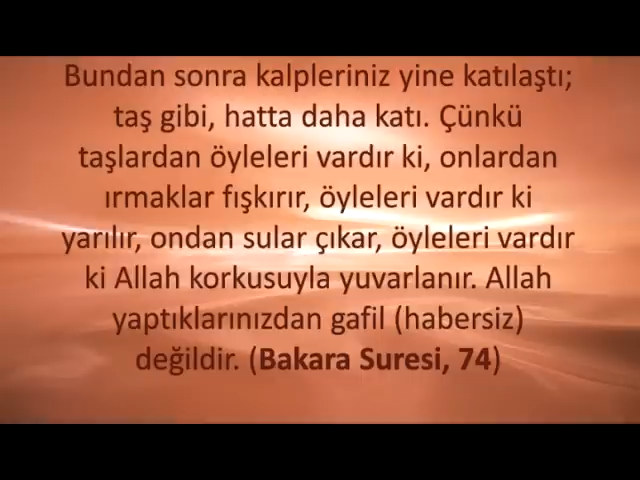 Bundan sonra kalpleriniz yine katılaştı;
taş gibi, hatta daha katı. Çünkü
taşlardan öyleleri vardır ki, onlardan
ırmaklar fışkırır, öyleleri vardır ki
yarılır, ondan sular çıkar, öyleleri vardır
ki Allah korkusuyla yuvarlanır. Allah
yaptıklarınızdan gafil (habersiz)
değildir. (Bakara Suresi, 74)